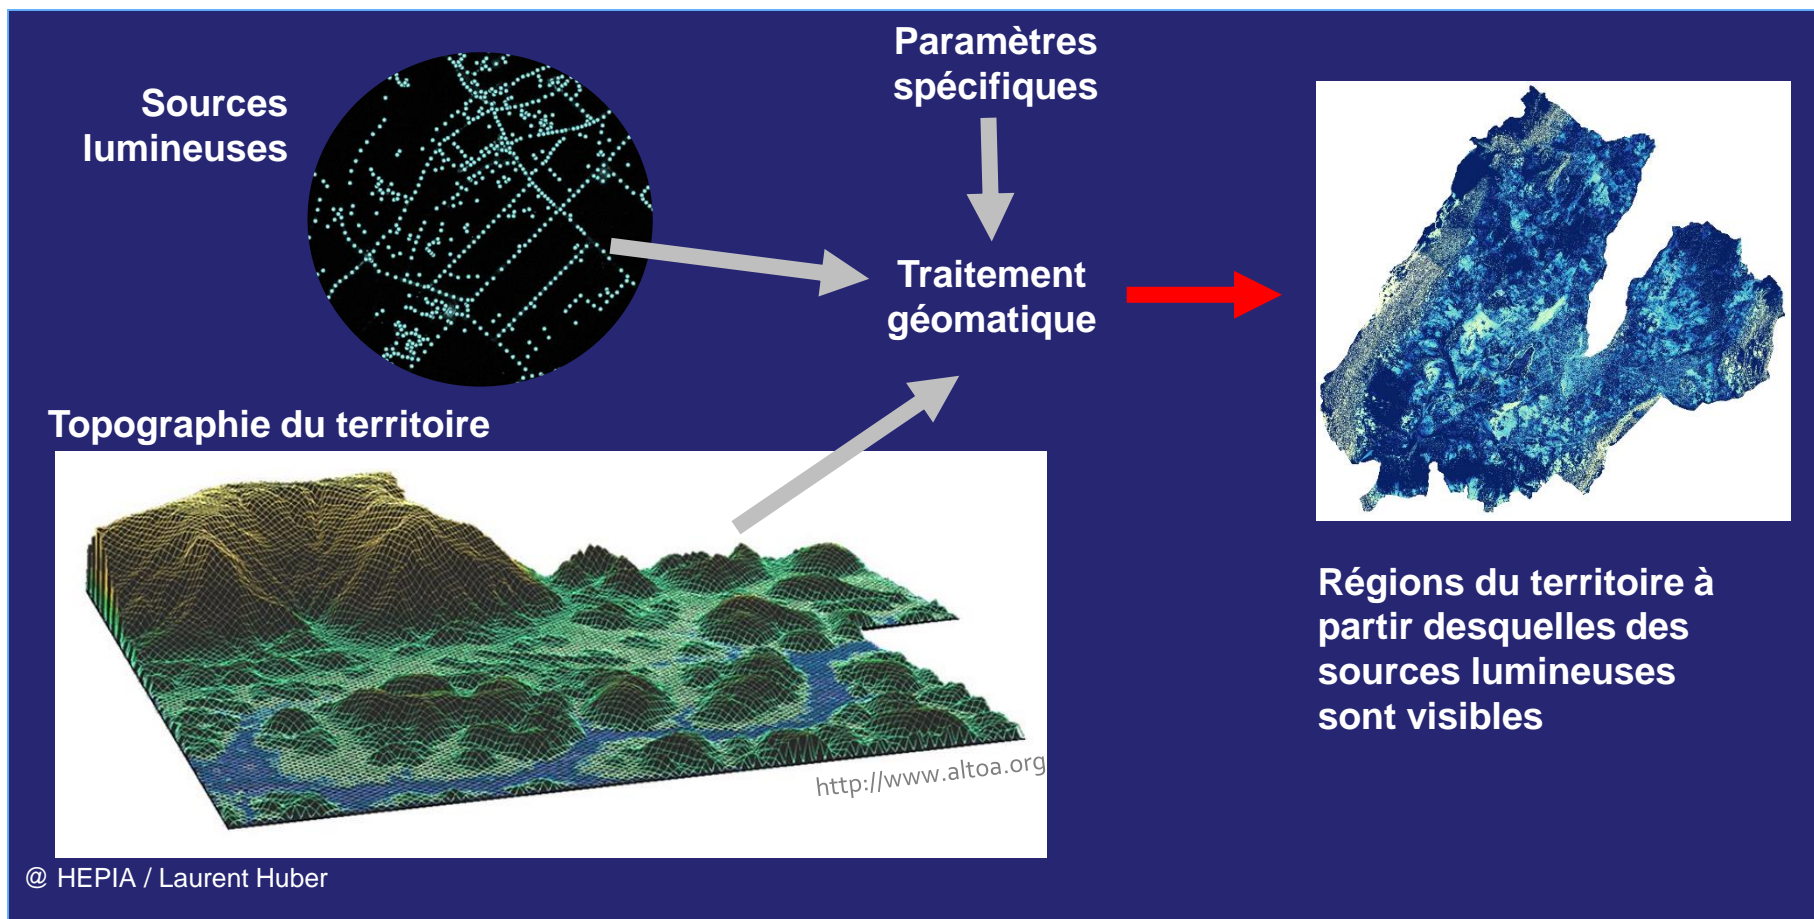 Sources
lumineuses
Paramètres
spécifiques
Traitement
géomatique
Topographie du territoire
http://www.altoa.org
Régions du territoire à
partir desquelles des
sources lumineuses
sont visibles
@ HEPIA / Laurent Huber